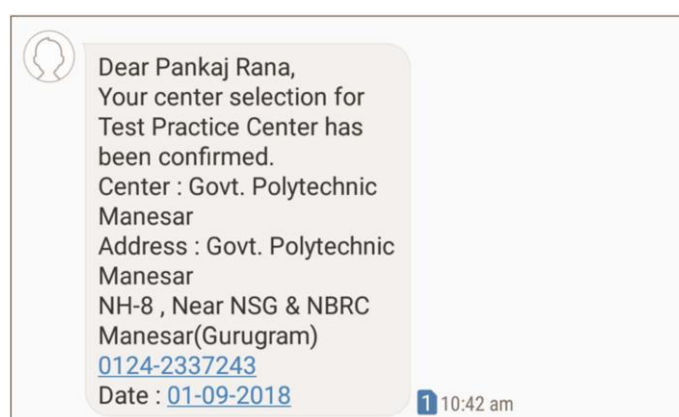 Dear Pankaj Rana,
Your center selection for
Test Practice Center has
been confirmed.
Center : Govt. Polytechnic
Manesar
Address : Govt. Polytechnic
Manesar
NH-8 , Near NSG & NBRC
Manesar(Gurugram)
0124-2337243
Date : 01-09-2018
1 10:42 am